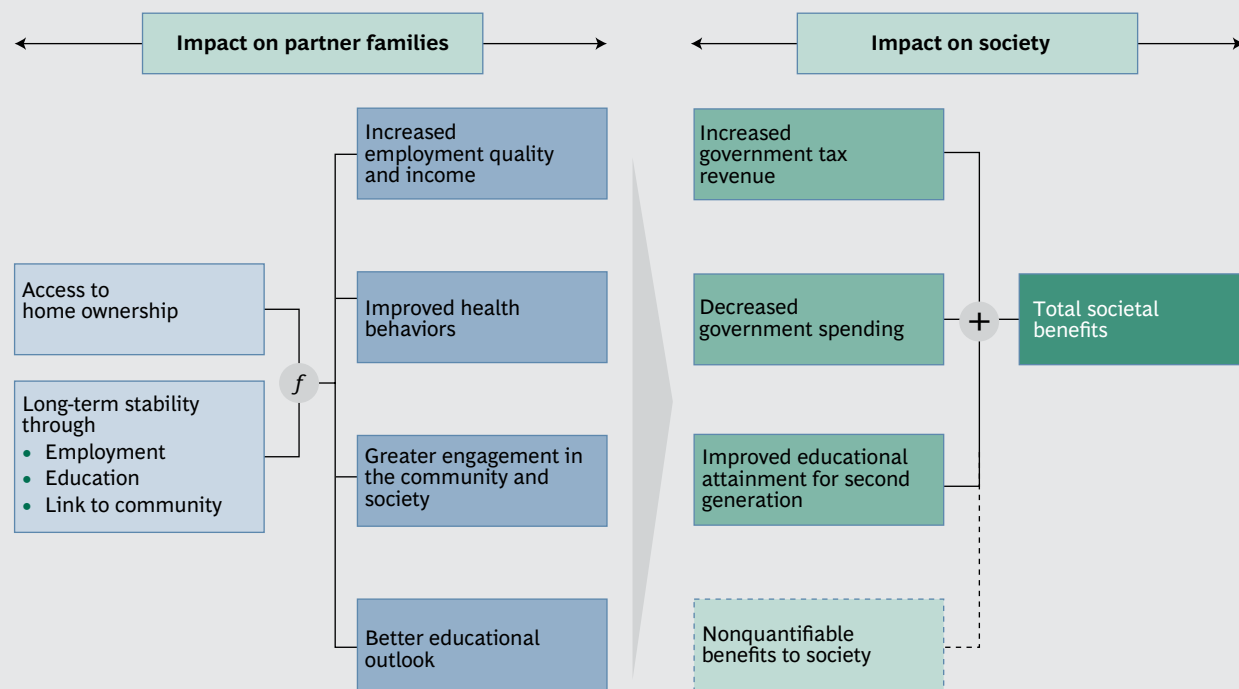 Impact on partner families
Impact on society
Access to
home ownership
Long-term stability
through
• Employment
• Education
• Link to community
f
Increased
employment quality
and income
Improved health
behaviors
Greater engagement in
the community and
society
Better educational
outlook
Increased
government tax
revenue
Decreased
government spending
Improved educational
attainment for second
generation
Nonquantifiable
benefits to society
+
Total societal
benefits